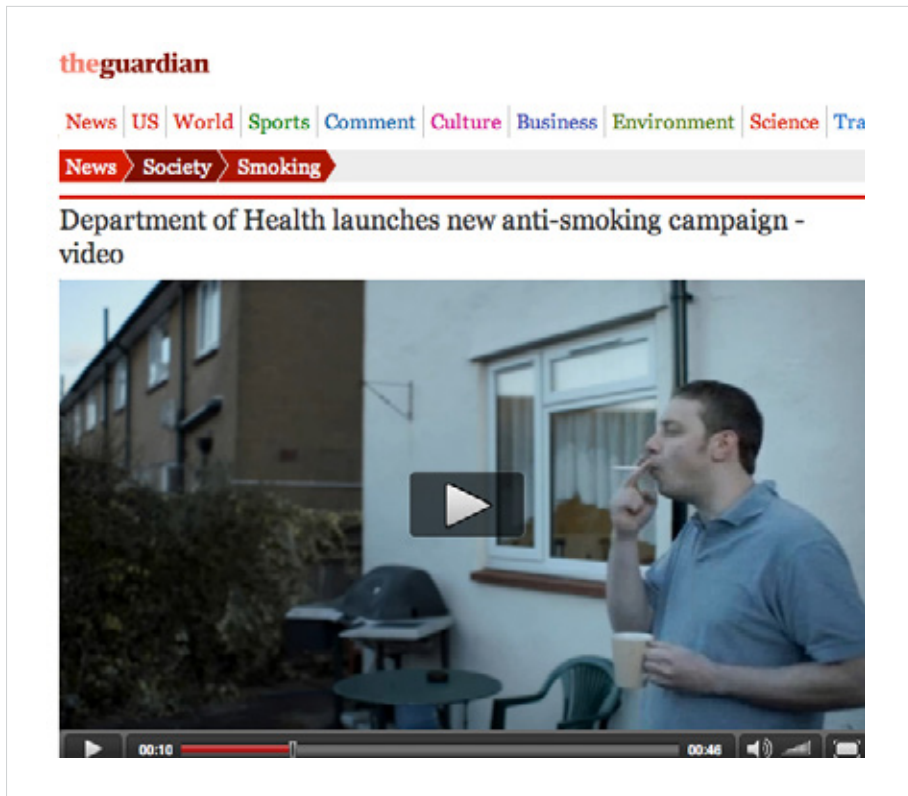 theguardian
News US World Sports Comment Culture Business Environment Science Tra
News Society Smoking
Department of Health launches new anti-smoking campaign -
video
00:10 00:46